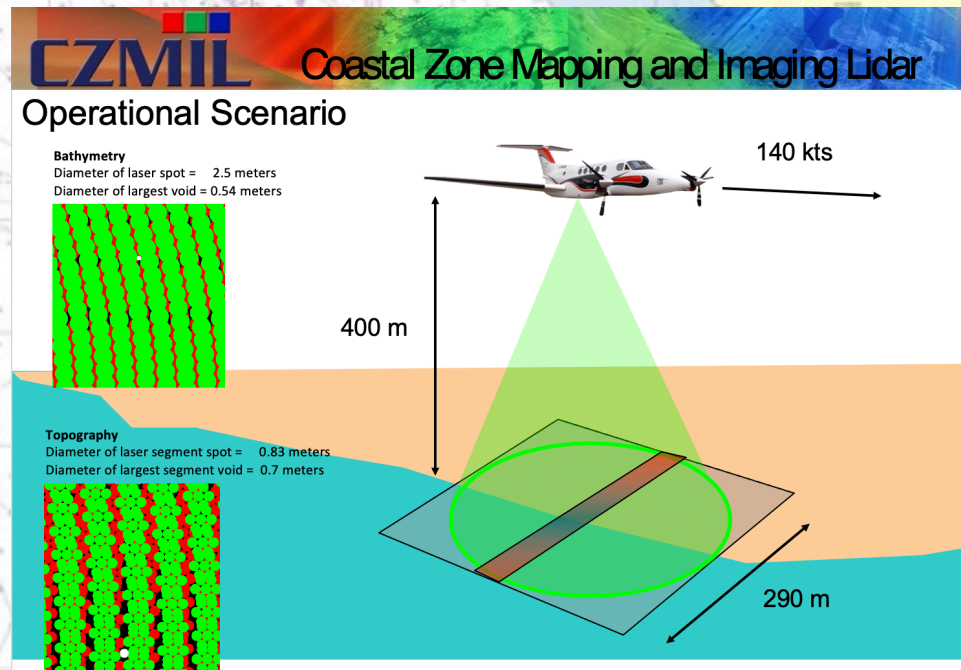 CZMIL
Coastal Zone Mapping and Imaging Lidar
Operational Scenario
Bathymetry
Diameter of laser spot = 2.5 meters
Diameter of largest void = 0.54 meters
140 kts
400 m
Topography
Diameter of laser segment spot = 0.83 meters
Diameter of largest segment void = 0.7 meters
290 m